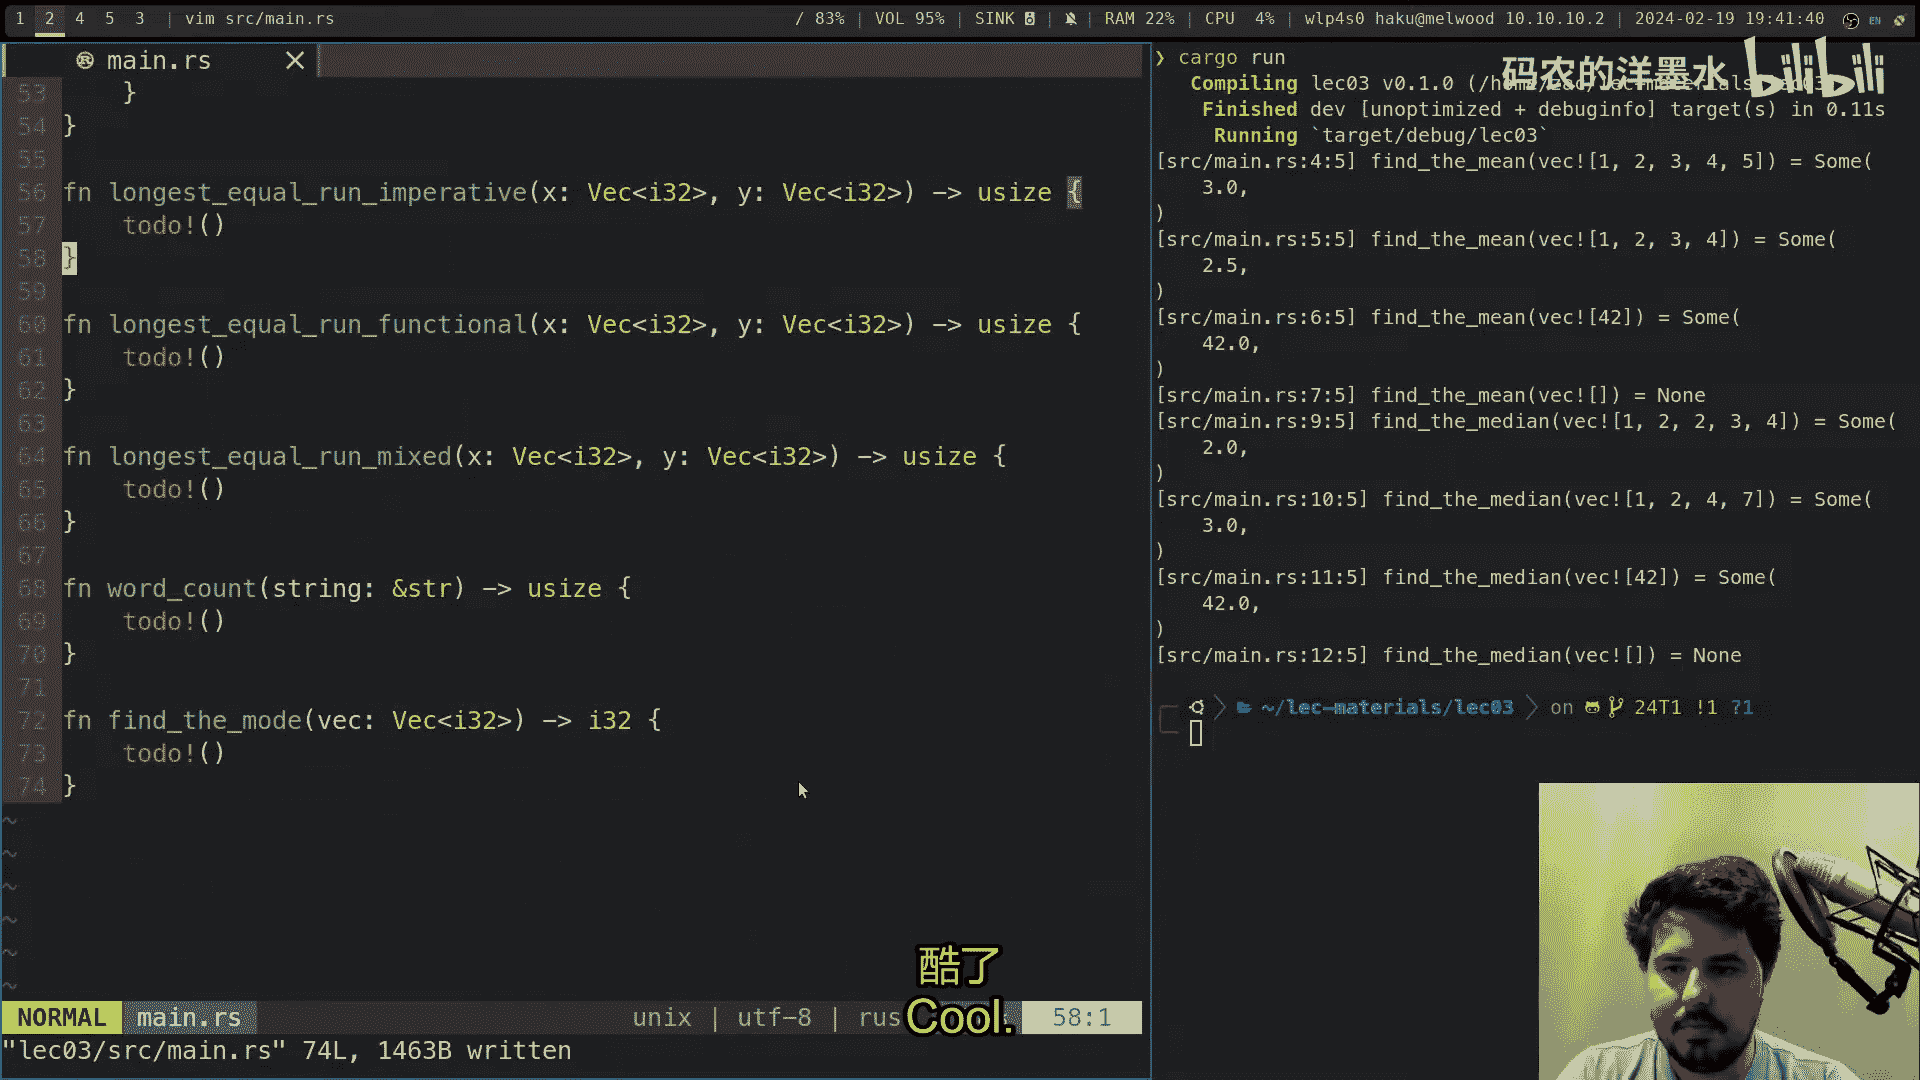 1 2 4 5 3 | vim src/main.rs
/ 83% | VOL 95% | SINK | RAM 22% | CPU 4% | wlp4s0 haku@melwood 10.10.10.2 | 2024-02-19 19:41:40 EN
main.rs
53 }
54 }
55
56 fn longest_equal_run_imperative(x: Vec<i32>, y: Vec<i32>) -> usize {
57 todo!()
58 }
59
60 fn longest_equal_run_functional(x: Vec<i32>, y: Vec<i32>) -> usize {
61 todo!()
62 }
63
64 fn longest_equal_run_mixed(x: Vec<i32>, y: Vec<i32>) -> usize {
65 todo!()
66 }
67
68 fn word_count(string: &str) -> usize {
69 todo!()
70 }
71
72 fn find_the_mode(vec: Vec<i32>) -> i32 {
73 todo!()
74 }
~
~
~
~
~
~
NORMAL main.rs unix | utf-8 | rus 58:1
"lec03/src/main.rs" 74L, 1463B written
❯ cargo run
Compiling lec03 v0.1.0
Finished dev [unoptimized + debuginfo] target(s) in 0.11s
Running `target/debug/lec03`
[src/main.rs:4:5] find_the_mean(vec![1, 2, 3, 4, 5]) = Some(
3.0,
)
[src/main.rs:5:5] find_the_mean(vec![1, 2, 3, 4]) = Some(
2.5,
)
[src/main.rs:6:5] find_the_mean(vec![42]) = Some(
42.0,
)
[src/main.rs:7:5] find_the_mean(vec![]) = None
[src/main.rs:9:5] find_the_median(vec![1, 2, 2, 3, 4]) = Some(
2.0,
)
[src/main.rs:10:5] find_the_median(vec![1, 2, 4, 7]) = Some(
3.0,
)
[src/main.rs:11:5] find_the_median(vec![42]) = Some(
42.0,
)
[src/main.rs:12:5] find_the_median(vec![]) = None
~/lec-materials/lec03 on 24T1 !1 ?1
码农的洋墨水 bilibili
酷了
Cool.